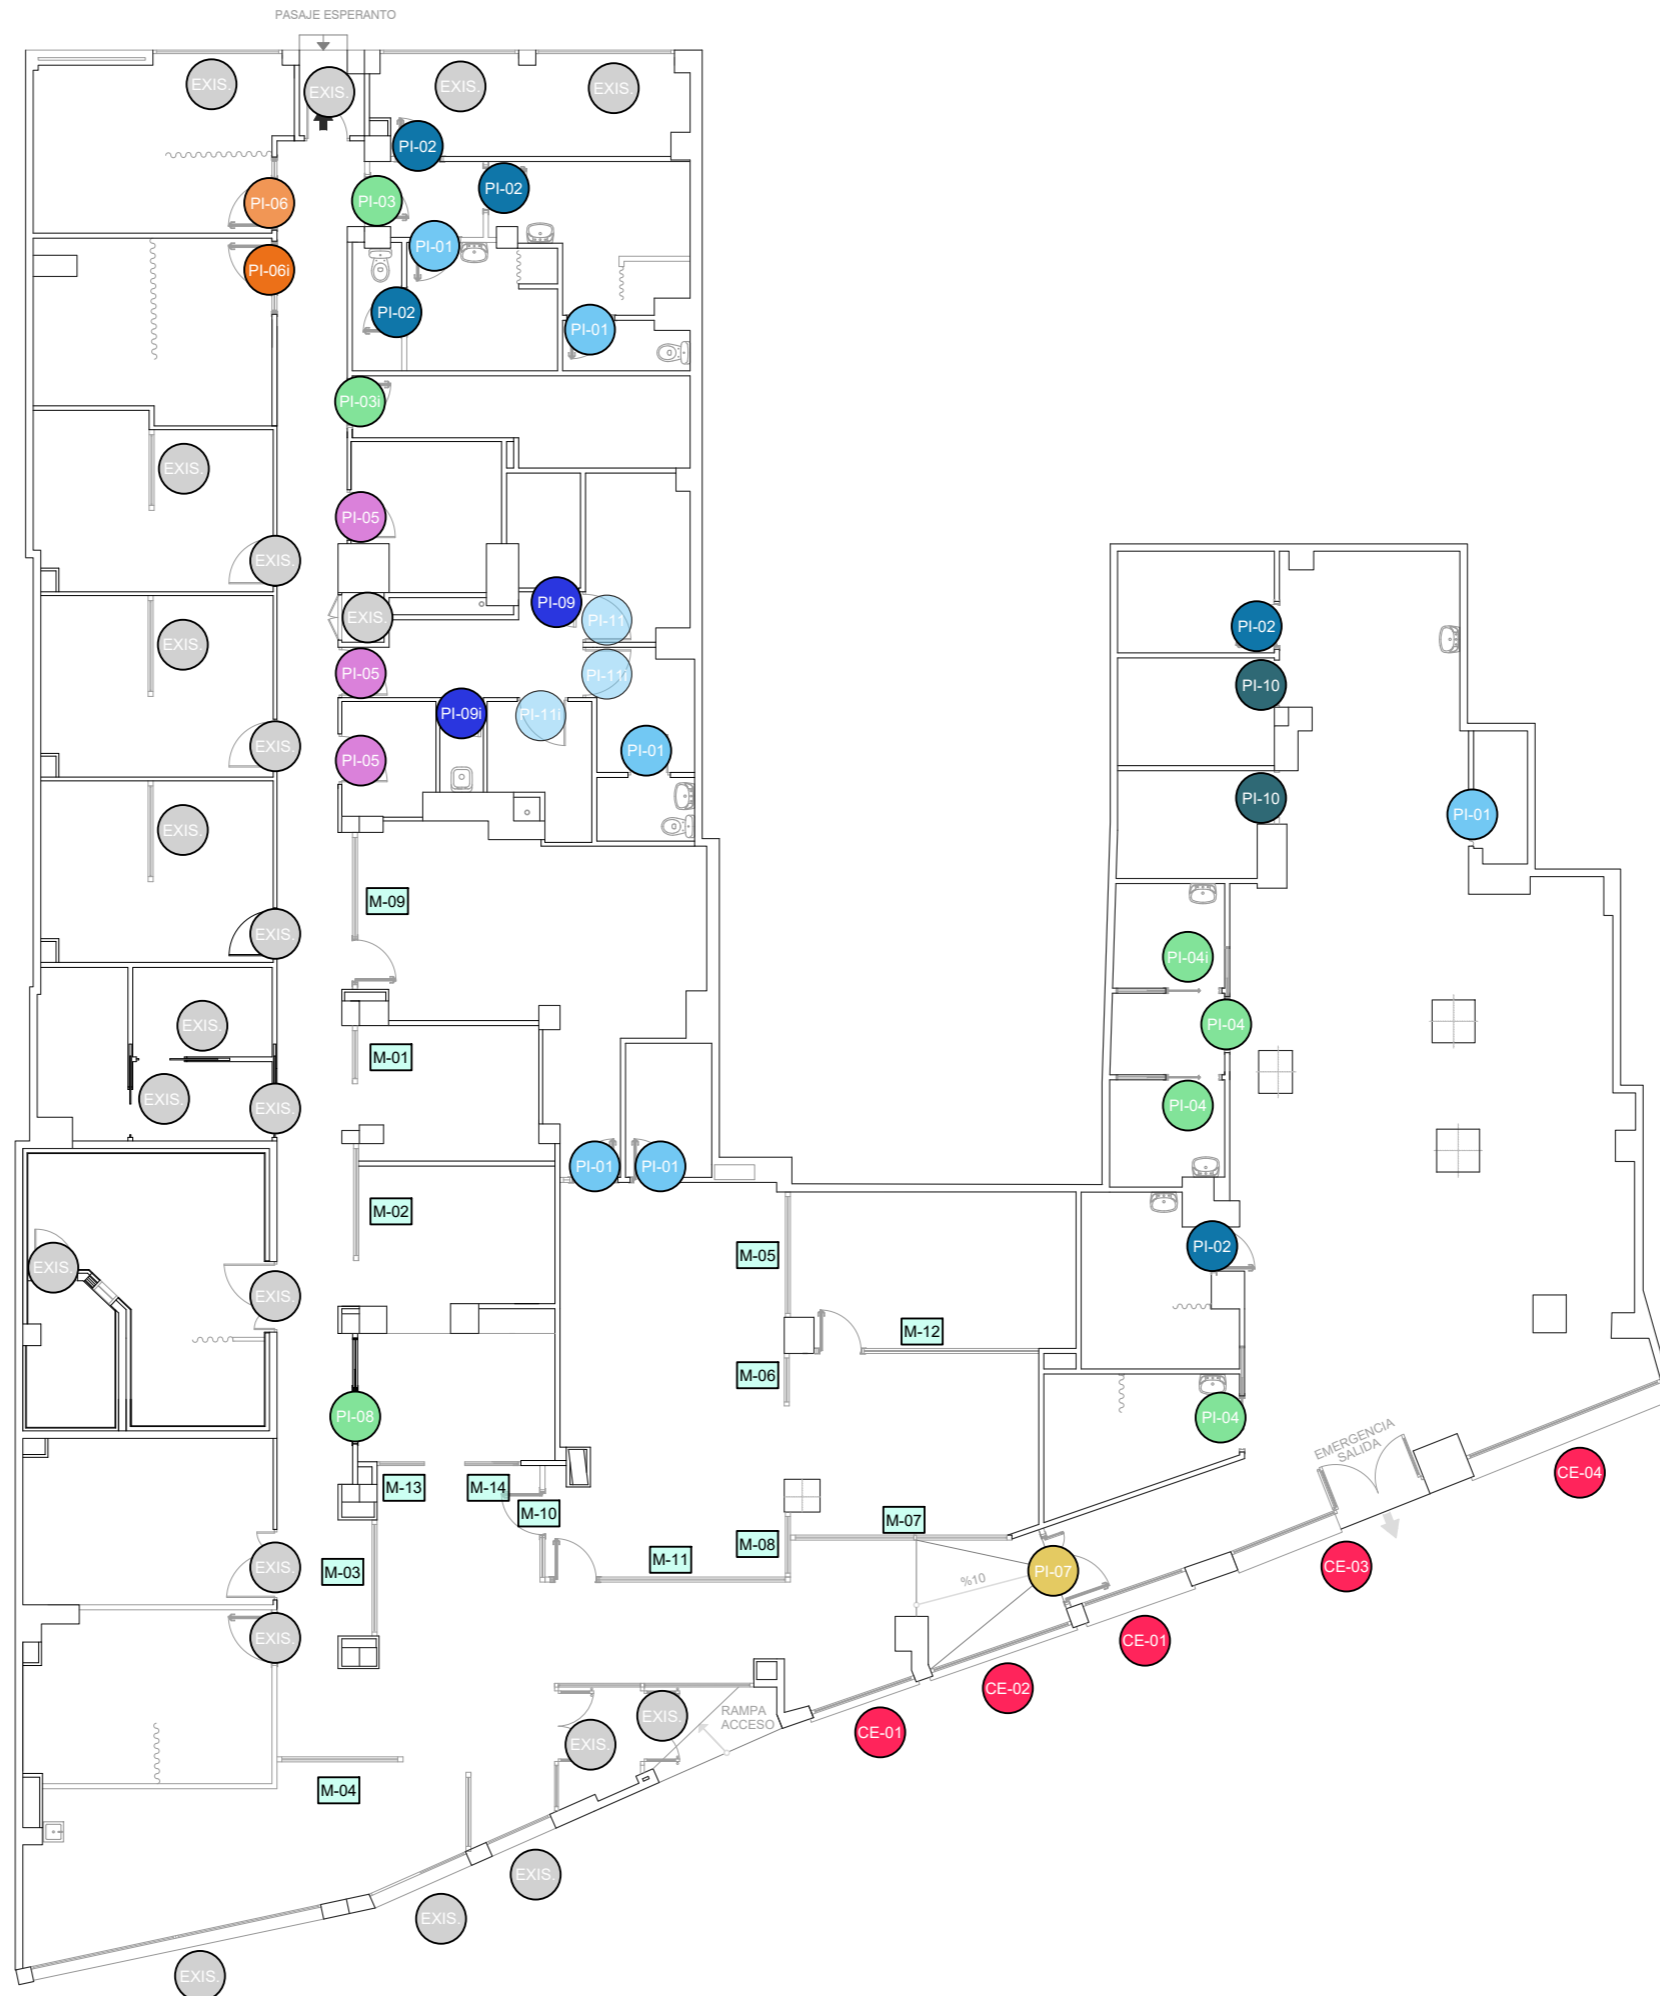 PASAJE ESPERANTO
EXIS.
EXIS.
EXIS.
EXIS.
PI-02
PI-02
PI-06
PI-03
PI-01
PI-06i
PI-02
PI-01
PI-03i
EXIS.
PI-05
EXIS.
PI-09
PI-11
EXIS.
PI-02
EXIS.
PI-05
PI-11i
PI-10
PI-09i
PI-11i
EXIS.
PI-05
PI-01
PI-10
PI-01
EXIS.
M-09
EXIS.
PI-04i
EXIS.
PI-04
M-01
EXIS.
EXIS.
PI-04
PI-01
PI-01
M-02
PI-02
M-05
EXIS.
EXIS.
M-12
M-06
PI-08
PI-04
EMERGENCIA
SALIDA
CE-04
M-13
M-14
M-10
M-07
M-08
M-11
EXIS.
M-03
%10
PI-07
CE-03
EXIS.
CE-01
CE-02
RAMPA
ACCESO
EXIS.
EXIS.
CE-01
M-04
EXIS.
EXIS.
EXIS.